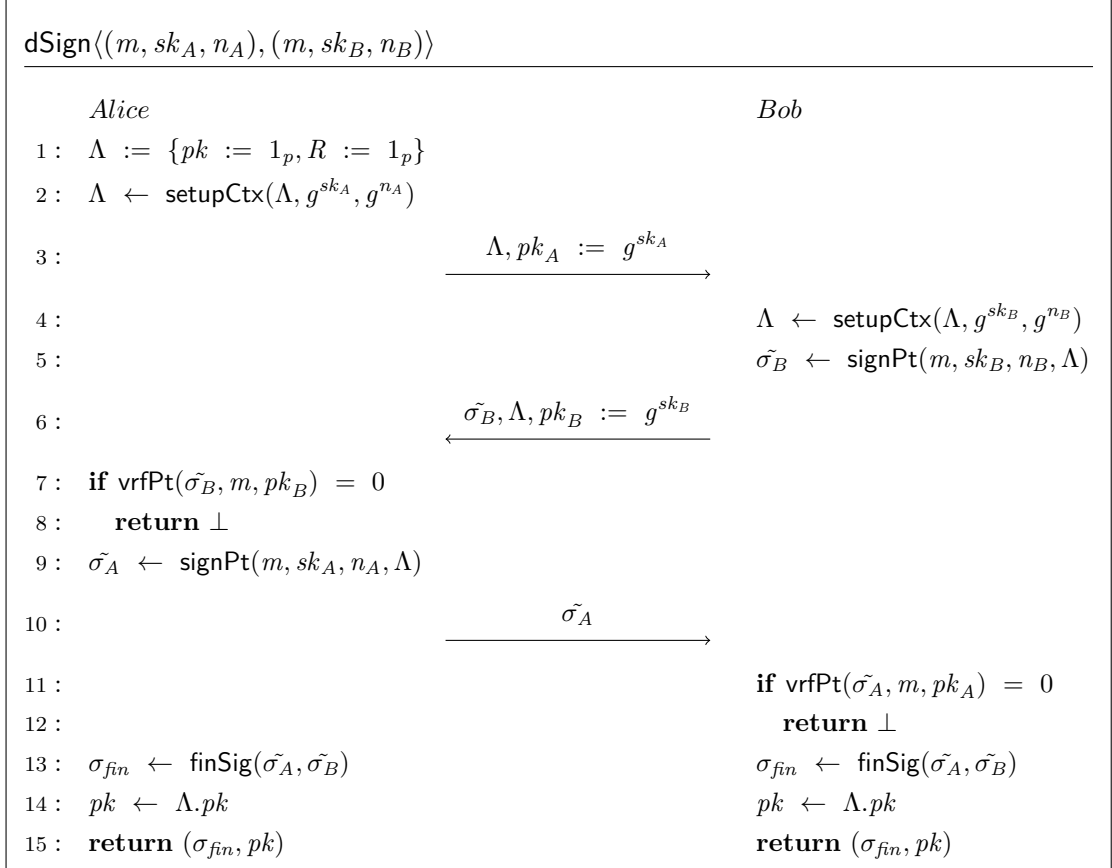 dSign⟨(m, sk_A, n_A), (m, sk_B, n_B)⟩
Alice Bob
1 : Λ := {pk := 1_p, R := 1_p}
2 : Λ ← setupCtx(Λ, g^{sk_A}, g^{n_A})
3 : Λ, pk_A := g^{sk_A}
4 : Λ ← setupCtx(Λ, g^{sk_B}, g^{n_B})
5 : σ̃_B ← signPt(m, sk_B, n_B, Λ)
6 : σ̃_B, Λ, pk_B := g^{sk_B}
7 : if vrfPt(σ̃_B, m, pk_B) = 0
8 : return ⊥
9 : σ̃_A ← signPt(m, sk_A, n_A, Λ)
10 : σ̃_A
11 : if vrfPt(σ̃_A, m, pk_A) = 0
12 : return ⊥
13 : σ_fin ← finSig(σ̃_A, σ̃_B) σ_fin ← finSig(σ̃_A, σ̃_B)
14 : pk ← Λ.pk pk ← Λ.pk
15 : return (σ_fin, pk) return (σ_fin, pk)